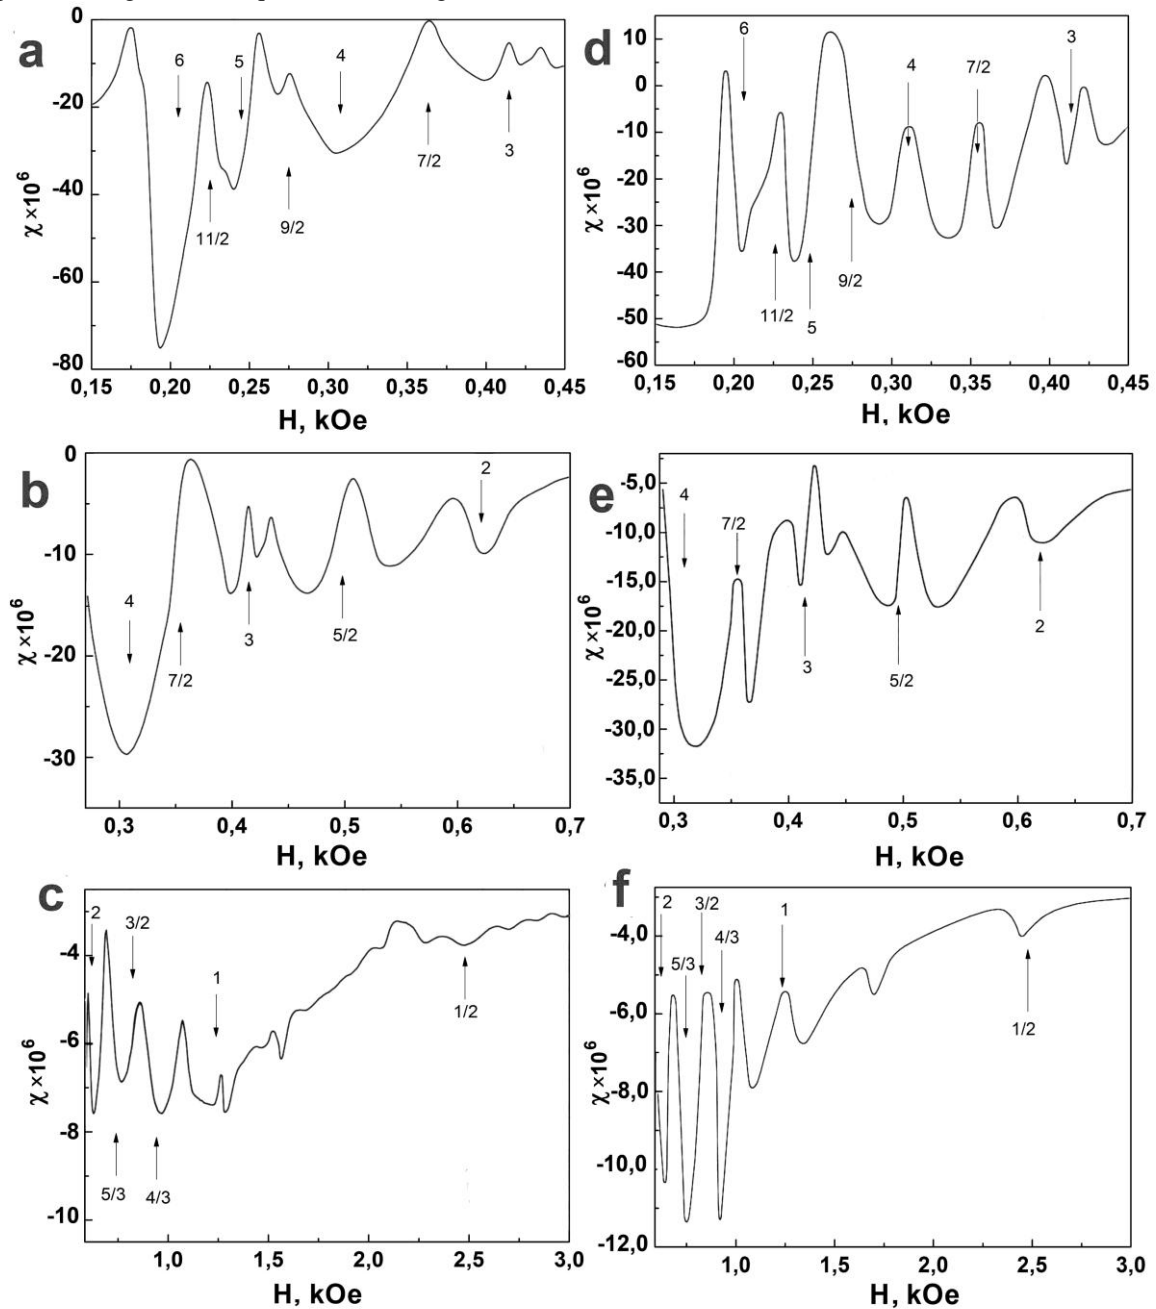 a
0
-20
-40
-60
-80
χ×10⁶
6
5
4
11/2
9/2
7/2
3
0,15 0,20 0,25 0,30 0,35 0,40 0,45
H, kOe
d
10
0
-10
-20
-30
-40
-50
-60
χ×10⁶
6
4
7/2
3
11/2
5
9/2
0,15 0,20 0,25 0,30 0,35 0,40 0,45
H, kOe
b
0
-10
-20
-30
χ×10⁶
4
7/2
3
5/2
2
0,3 0,4 0,5 0,6 0,7
H, kOe
e
-5,0
-10,0
-15,0
-20,0
-25,0
-30,0
-35,0
χ×10⁶
4
7/2
3
5/2
2
0,3 0,4 0,5 0,6 0,7
H, kOe
c
-4
-6
-8
-10
χ×10⁶
2
3/2
1
5/3
4/3
1/2
1,0 1,5 2,0 2,5 3,0
H, kOe
f
-4,0
-6,0
-8,0
-10,0
-12,0
χ×10⁶
2
3/2
5/3
4/3
1
1/2
1,0 1,5 2,0 2,5 3,0
H, kOe